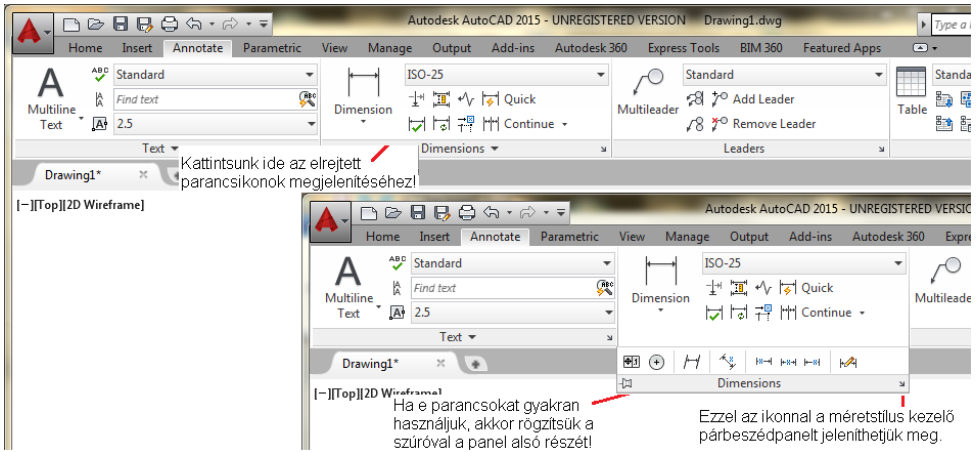 Autodesk AutoCAD 2015 - UNREGISTERED VERSION Drawing1.dwg
Type a
Home Insert Annotate Parametric View Manage Output Add-ins Autodesk 360 Express Tools BIM 360 Featured Apps
A ABC Standard ISO-25 Standard Standa
Find text ABC Quick Add Leader
Multiline Text Dimension Multileader Table
A 2.5 Continue Remove Leader
Text Dimensions Leaders
Kattintsunk ide az elrejtett
parancsikonok megjelenítéséhez!
Drawing1*
[−][Top][2D Wireframe]
Autodesk AutoCAD 2015 - UNREGISTERED VERSIO
Home Insert Annotate Parametric View Manage Output Add-ins Autodesk 360 Expre
A ABC Standard ISO-25
Find text ABC Quick
Multiline Text Dimension Multileade
A 2.5 Continue
Text
Drawing1*
Dimensions
[−][Top][2D Wireframe]
Ha e parancsokat gyakran
használjuk, akkor rögzítsük a
szúróval a panel alsó részét!
Ezzel az ikonnal a méretstílus kezelő
párbeszédpanelt jeleníthetjük meg.